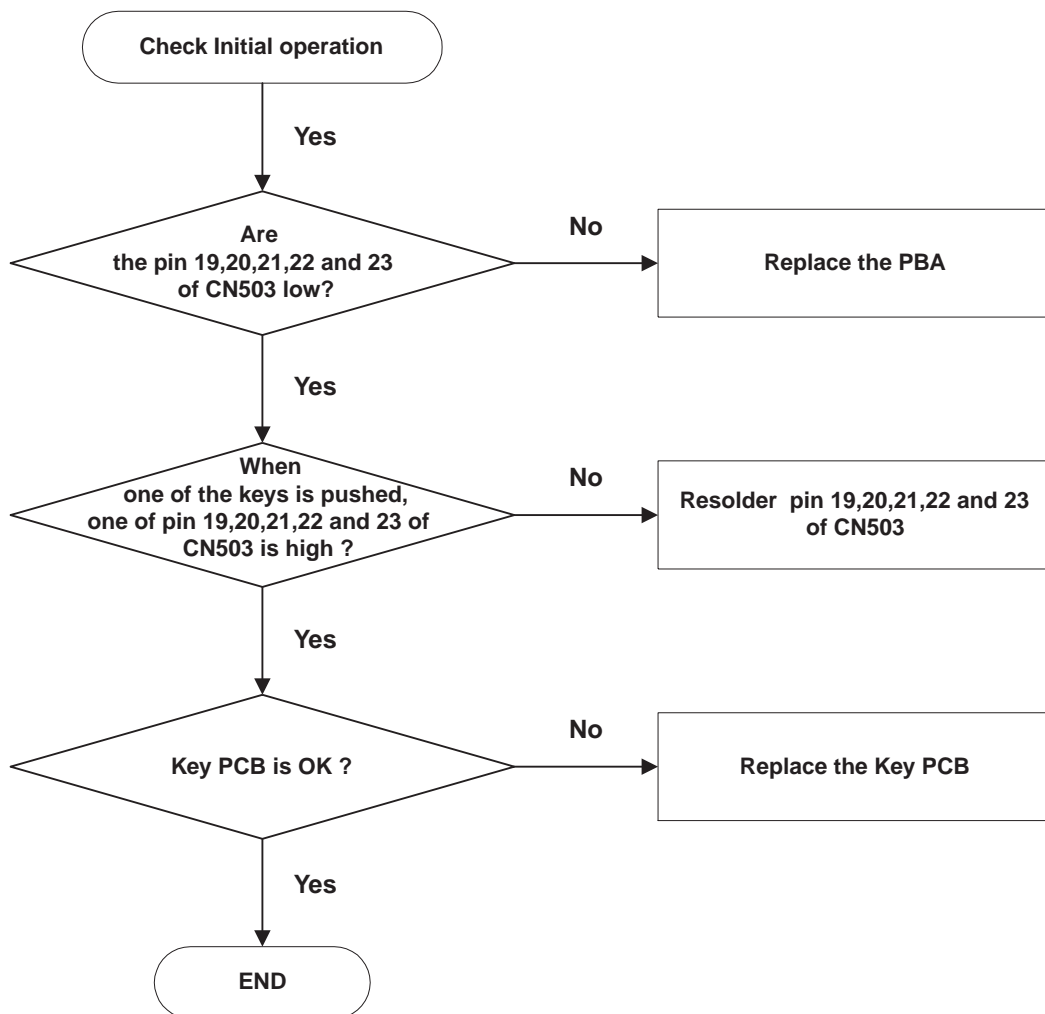 Check Initial operation
Yes
Are
the pin 19,20,21,22 and 23
of CN503 low?
No
Replace the PBA
Yes
When
one of the keys is pushed,
one of pin 19,20,21,22 and 23 of
CN503 is high ?
No
Resolder  pin 19,20,21,22 and 23
of CN503
Yes
Key PCB is OK ?
No
Replace the Key PCB
Yes
END